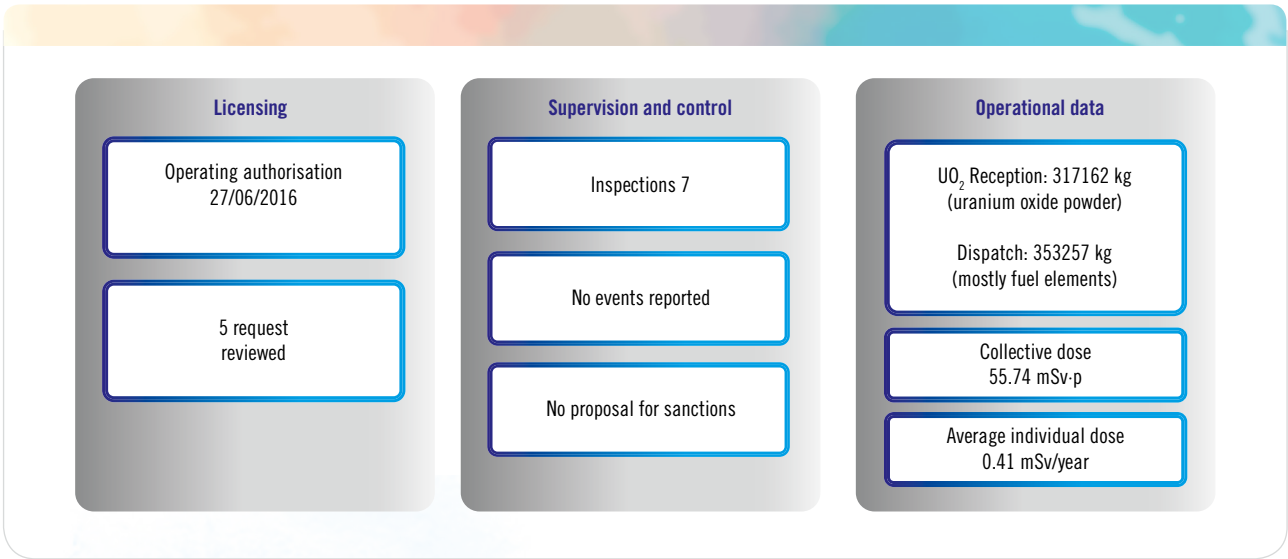 Licensing
Operating authorisation
27/06/2016
5 request
reviewed
Supervision and control
Inspections 7
No events reported
No proposal for sanctions
Operational data
UO₂ Reception: 317162 kg
(uranium oxide powder)
Dispatch: 353257 kg
(mostly fuel elements)
Collective dose
55.74 mSv·p
Average individual dose
0.41 mSv/year